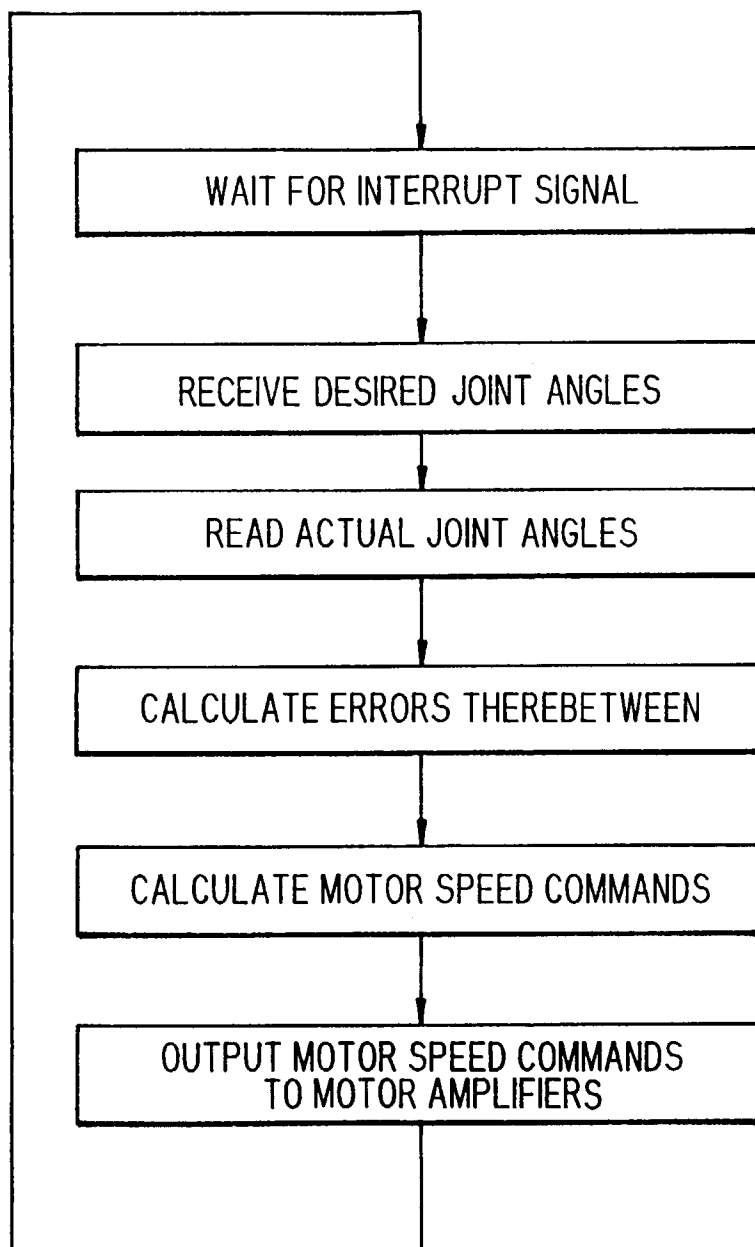 WAIT FOR INTERRUPT SIGNAL
RECEIVE DESIRED JOINT ANGLES
READ ACTUAL JOINT ANGLES
CALCULATE ERRORS THEREBETWEEN
CALCULATE MOTOR SPEED COMMANDS
OUTPUT MOTOR SPEED COMMANDS
TO MOTOR AMPLIFIERS